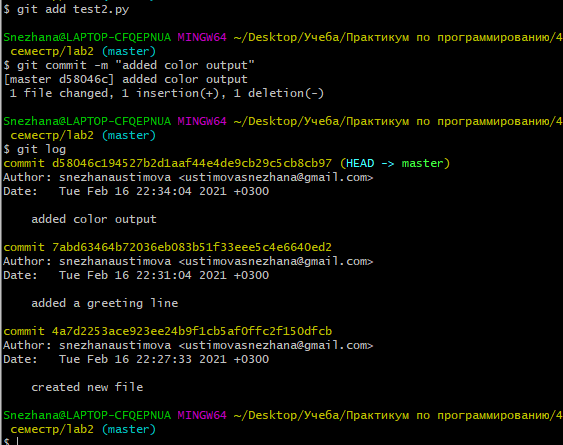 $ git add test2.py
Snezhana@LAPTOP-CFQEPNUA MINGW64 ~/Desktop/Учеба/Практикум по программированию/4
семестр/lab2 (master)
$ git commit -m "added color output"
[master d58046c] added color output
1 file changed, 1 insertion(+), 1 deletion(-)
Snezhana@LAPTOP-CFQEPNUA MINGW64 ~/Desktop/Учеба/Практикум по программированию/4
семестр/lab2 (master)
$ git log
commit d58046c194527b2d1aaf44e4de9cb29c5cb8cb97 (HEAD -> master)
Author: snezhanaustimova <ustimovasnezhana@gmail.com>
Date:   Tue Feb 16 22:34:04 2021 +0300
added color output
commit 7abd63464b72036eb083b51f33eee5c4e6640ed2
Author: snezhanaustimova <ustimovasnezhana@gmail.com>
Date:   Tue Feb 16 22:31:04 2021 +0300
added a greeting line
commit 4a7d2253ace923ee24b9f1cb5af0ffc2f150dfcb
Author: snezhanaustimova <ustimovasnezhana@gmail.com>
Date:   Tue Feb 16 22:27:33 2021 +0300
created new file
Snezhana@LAPTOP-CFQEPNUA MINGW64 ~/Desktop/Учеба/Практикум по программированию/4
семестр/lab2 (master)
$